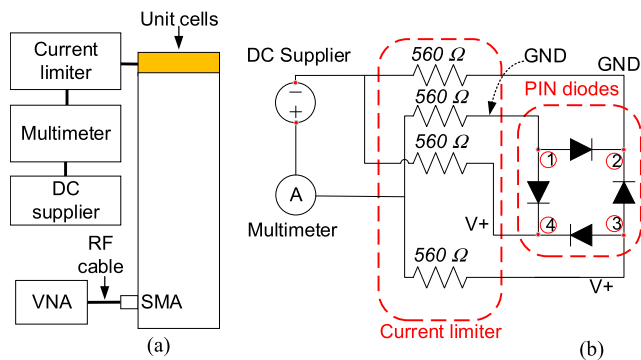 Unit cells
Current
limiter
Multimeter
DC
supplier
RF
cable
VNA
SMA
(a)
DC Supplier
560 Ω
560 Ω
560 Ω
560 Ω
GND
GND
PIN diodes
−
+
A
Multimeter
1
2
3
4
V+
V+
Current limiter
(b)